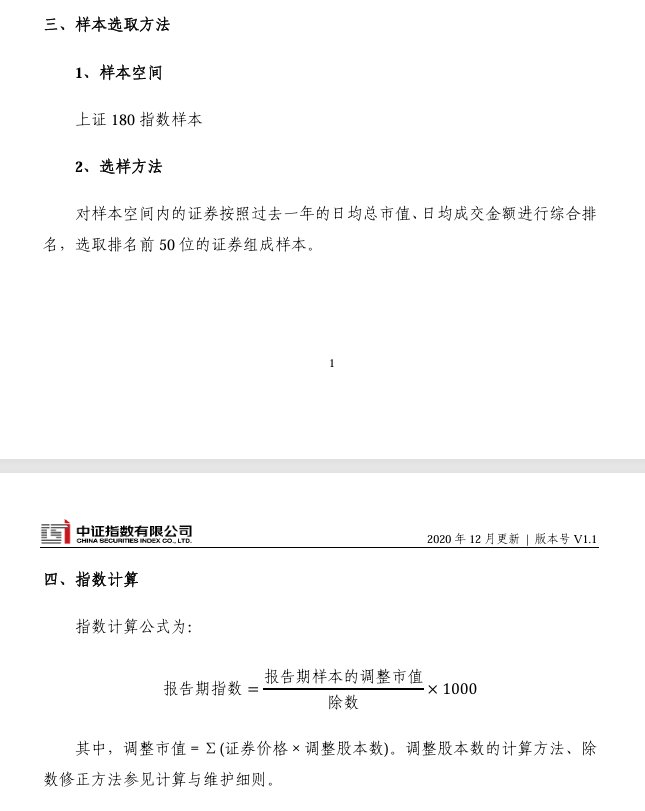 三、样本选取方法
1、样本空间
上证 180 指数样本
2、选样方法
对样本空间内的证券按照过去一年的日均总市值、日均成交金额进行综合排
名，选取排名前 50 位的证券组成样本。
1
中证指数有限公司
CHINA SECURITIES INDEX CO., LTD.
2020 年 12 月更新 | 版本号 V1.1
四、指数计算
指数计算公式为：
报告期指数 = 报告期样本的调整市值 / 除数 × 1000
其中，调整市值 = Σ(证券价格 × 调整股本数)。调整股本数的计算方法、除
数修正方法参见计算与维护细则。